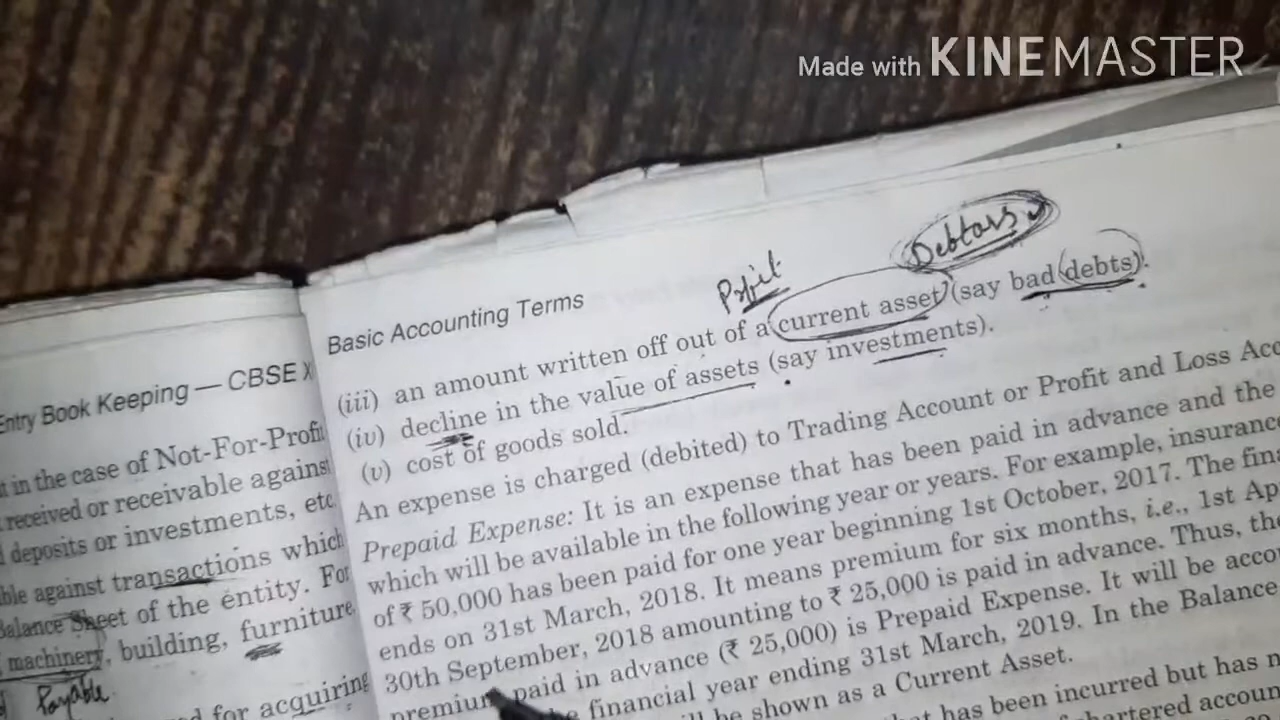 Made with KINEMASTER
Debtors
Profit
Basic Accounting Terms
(iii) an amount written off out of a current asset (say bad debts).
(iv) decline in the value of assets (say investments).
(v) cost of goods sold.
An expense is charged (debited) to Trading Account or Profit and Loss Acc
Prepaid Expense: It is an expense that has been paid in advance and the
which will be available in the following year or years. For example, insurance
of ₹ 50,000 has been paid for one year beginning 1st October, 2017. The fina
ends on 31st March, 2018. It means premium for six months, i.e., 1st Ap
30th September, 2018 amounting to ₹ 25,000 is paid in advance. Thus, the
premium paid in advance (₹ 25,000) is Prepaid Expense. It will be acco
financial year ending 31st March, 2019. In the Balance
be shown as a Current Asset.
has been incurred but has n
chartered accoun
Entry Book Keeping — CBSE X
in the case of Not-For-Profi
received or receivable against
deposits or investments, etc.
against transactions which
Balance Sheet of the entity. For
machinery, building, furniture,
Payable
for acquiring